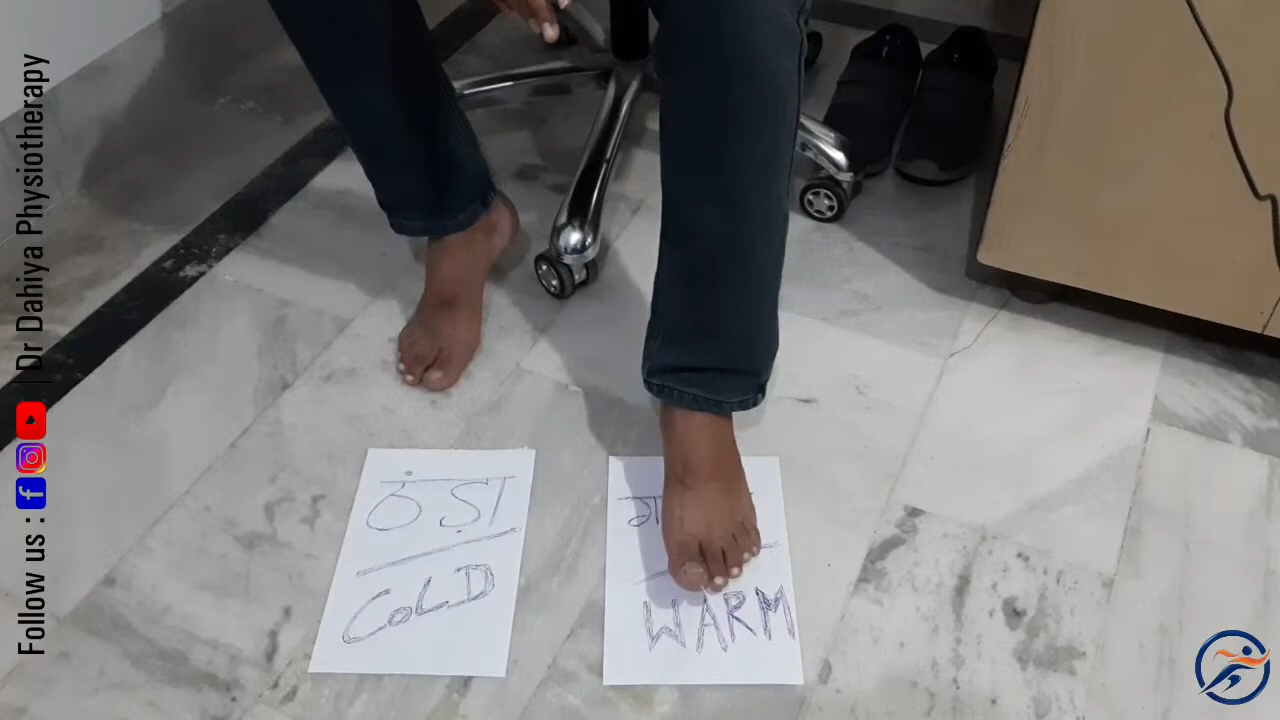 Follow us : | Dr Dahiya Physiotherapy
ठंडा
COLD
WARM